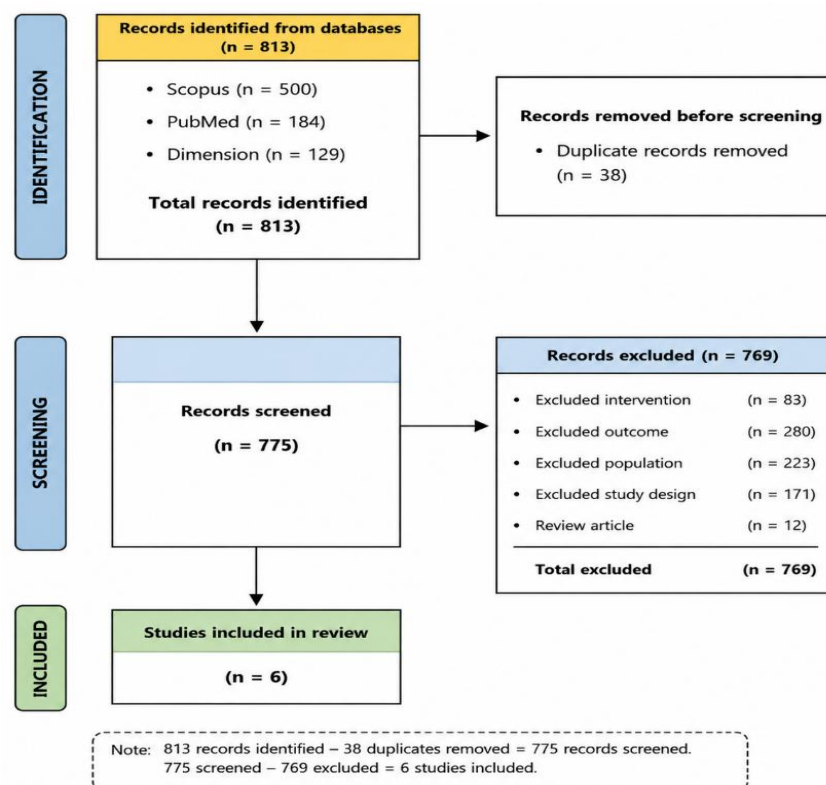 IDENTIFICATION
Records identified from databases
(n = 813)
• Scopus (n = 500)
• PubMed (n = 184)
• Dimension (n = 129)
Total records identified
(n = 813)
Records removed before screening
• Duplicate records removed
(n = 38)
SCREENING
Records screened
(n = 775)
Records excluded (n = 769)
• Excluded intervention (n = 83)
• Excluded outcome (n = 280)
• Excluded population (n = 223)
• Excluded study design (n = 171)
• Review article (n = 12)
Total excluded (n = 769)
INCLUDED
Studies included in review
(n = 6)
Note: 813 records identified – 38 duplicates removed = 775 records screened.
775 screened – 769 excluded = 6 studies included.